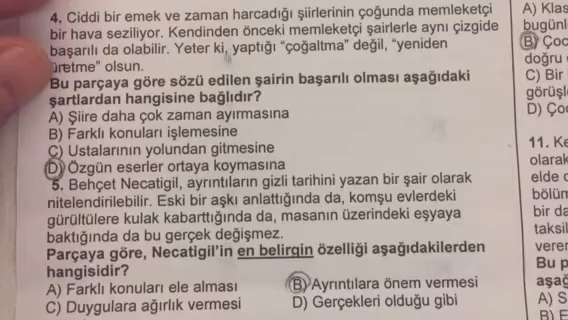 4. Ciddi bir emek ve zaman harcadığı şiirlerinin çoğunda memleketçi
bir hava seziliyor. Kendinden önceki memleketçi şairlerle aynı çizgide
başarılı da olabilir. Yeter ki, yaptığı “çoğaltma” değil, “yeniden
üretme” olsun.
Bu parçaya göre sözü edilen şairin başarılı olması aşağıdaki
şartlardan hangisine bağlıdır?
A) Şiire daha çok zaman ayırmasına
B) Farklı konuları işlemesine
C) Ustalarının yolundan gitmesine
D) Özgün eserler ortaya koymasına
5. Behçet Necatigil, ayrıntıların gizli tarihini yazan bir şair olarak
nitelendirilebilir. Eski bir aşkı anlattığında da, komşu evlerdeki
gürültülere kulak kabarttığında da, masanın üzerindeki eşyaya
baktığında da bu gerçek değişmez.
Parçaya göre, Necatigil’in en belirgin özelliği aşağıdakilerden
hangisidir?
A) Farklı konuları ele alması B) Ayrıntılara önem vermesi
C) Duygulara ağırlık vermesi D) Gerçekleri olduğu gibi
A) Klas
bugünl
B) Çoc
doğru
C) Bir
görüşl
D) Çoc
11. Ke
olarak
elde
bölüm
bir da
taksil
verer
Bu p
aşağ
A) S
B) E